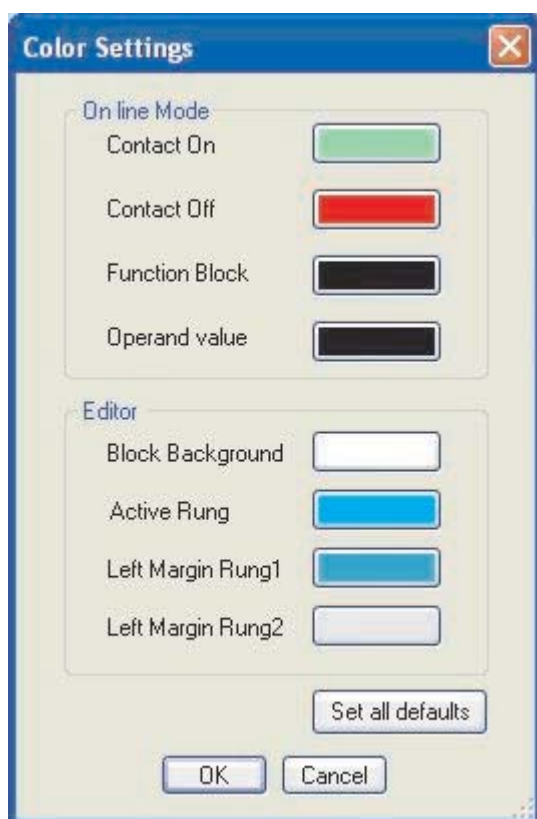 Color Settings
On line Mode
Contact On
Contact Off
Function Block
Operand value
Editor
Block Background
Active Rung
Left Margin Rung1
Left Margin Rung2
Set all defaults
OK Cancel